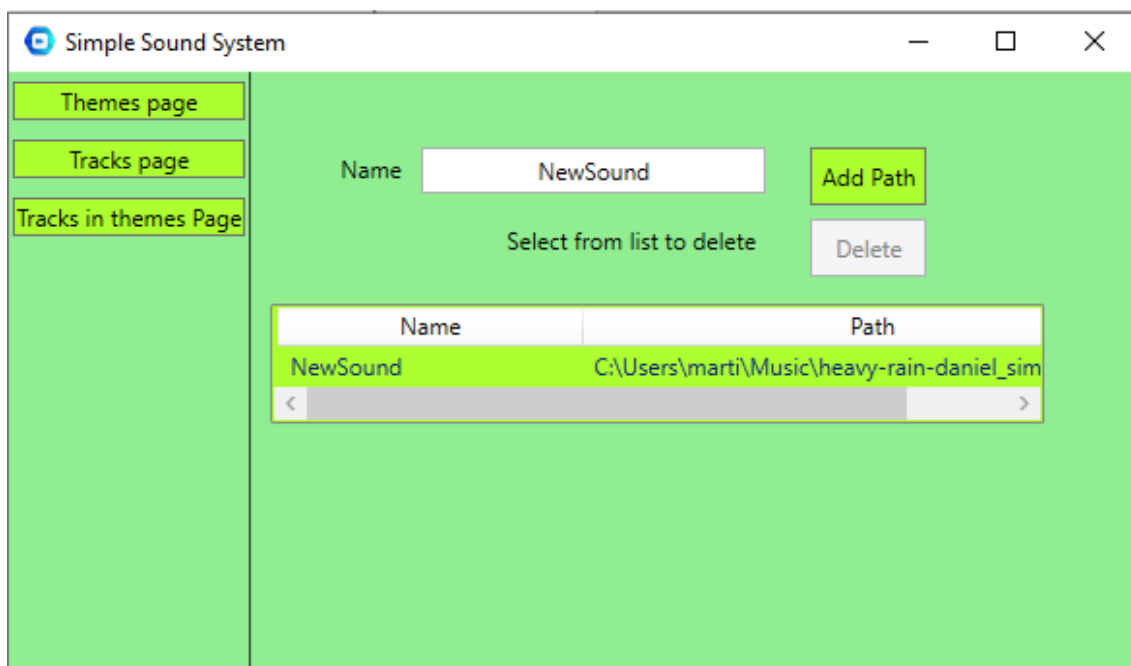 Simple Sound System
Themes page
Tracks page
Tracks in themes Page
Name NewSound Add Path
Select from list to delete Delete
Name Path
NewSound C:\Users\marti\Music\heavy-rain-daniel_sim